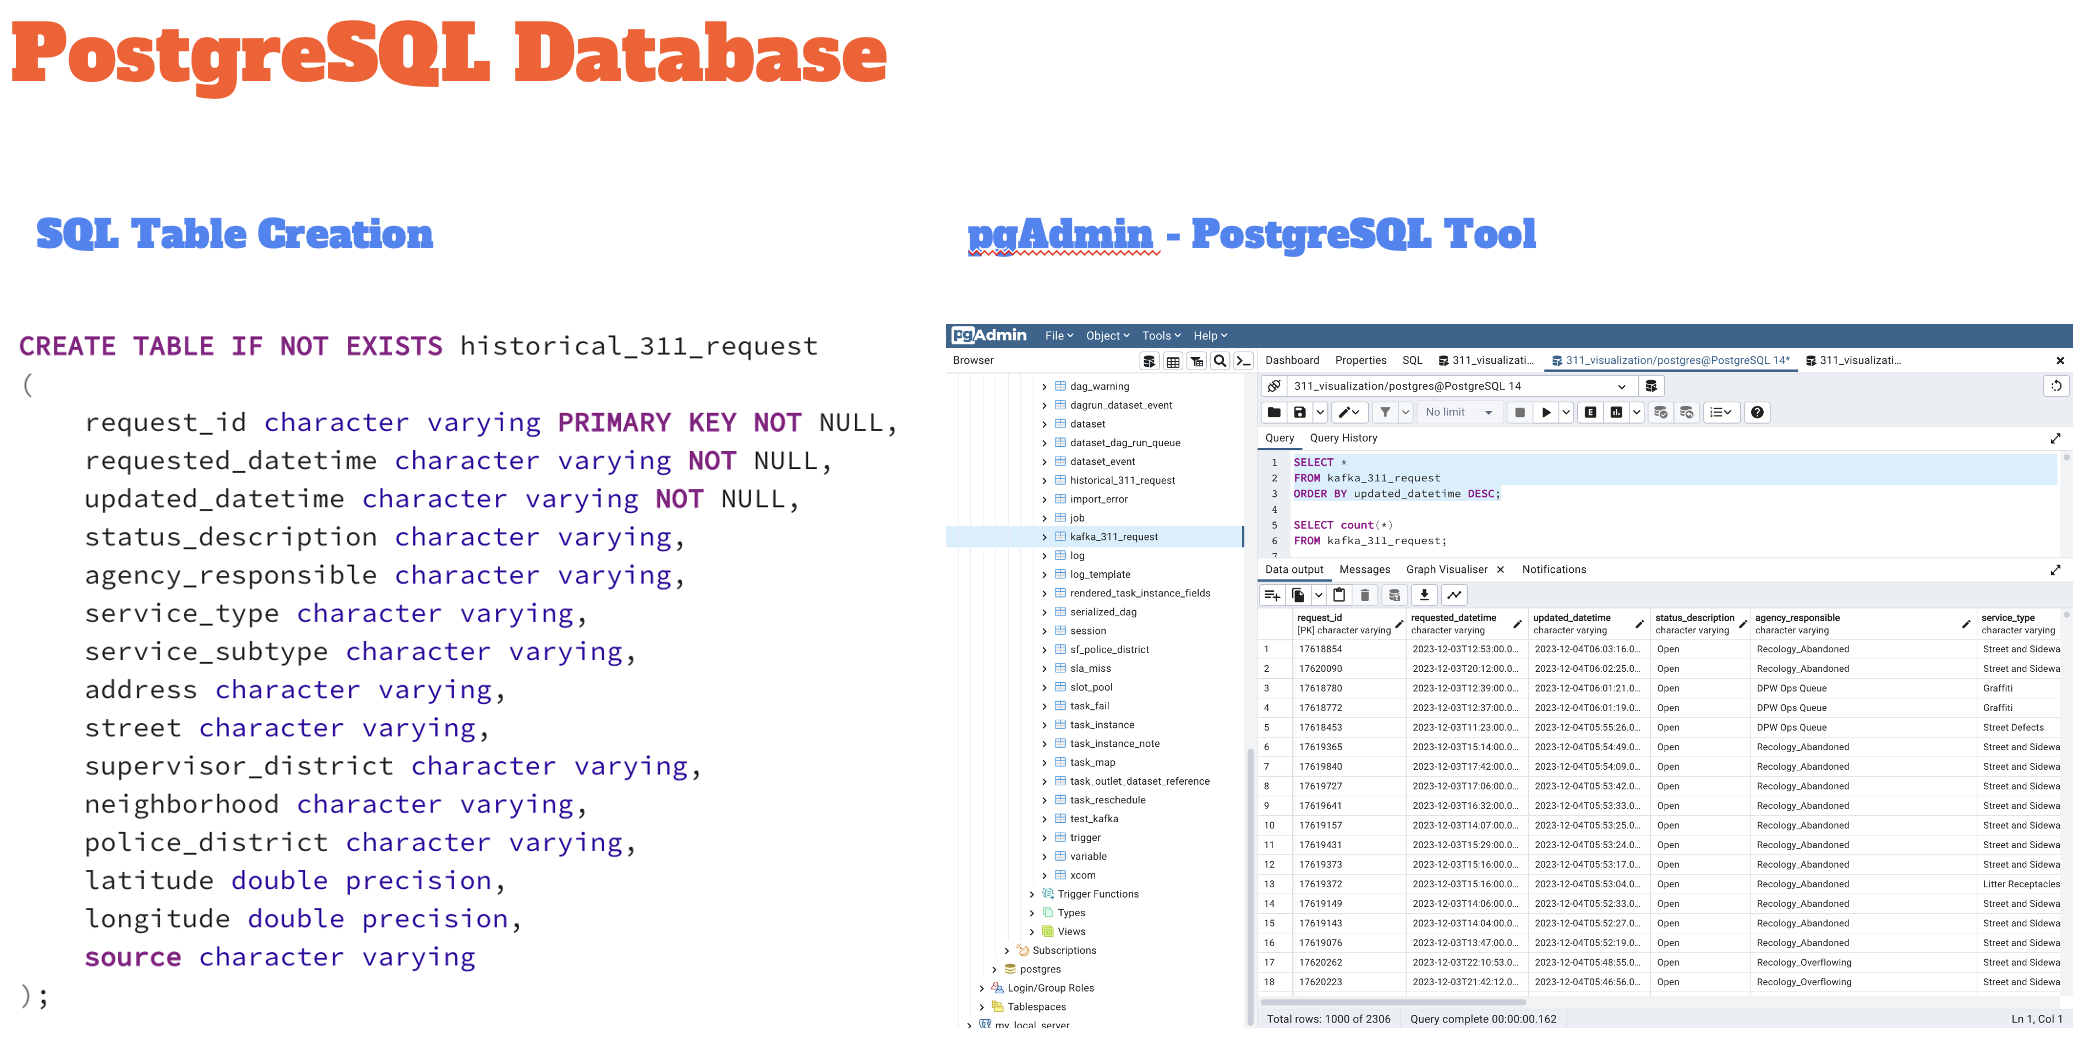 PostgreSQL Database
SQL Table Creation
CREATE TABLE IF NOT EXISTS historical_311_request
(
request_id character varying PRIMARY KEY NOT NULL,
requested_datetime character varying NOT NULL,
updated_datetime character varying NOT NULL,
status_description character varying,
agency_responsible character varying,
service_type character varying,
service_subtype character varying,
address character varying,
street character varying,
supervisor_district character varying,
neighborhood character varying,
police_district character varying,
latitude double precision,
longitude double precision,
source character varying
);
pgAdmin - PostgreSQL Tool
pgAdmin File Object Tools Help
Browser
dag_warning
dagrun_dataset_event
dataset
dataset_dag_run_queue
dataset_event
historical_311_request
import_error
job
kafka_311_request
log
log_template
rendered_task_instance_fields
serialized_dag
session
sf_police_district
sla_miss
slot_pool
task_fail
task_instance
task_instance_note
task_map
task_outlet_dataset_reference
task_reschedule
test_kafka
trigger
variable
xcom
Trigger Functions
Types
Views
Subscriptions
postgres
Login/Group Roles
Tablespaces
my_local_server
Dashboard Properties SQL 311_visualizati... 311_visualization/postgres@PostgreSQL 14* 311_visualizati...
311_visualization/postgres@PostgreSQL 14
No limit
Query Query History
1 SELECT *
2 FROM kafka_311_request
3 ORDER BY updated_datetime DESC;
4
5 SELECT count(*)
6 FROM kafka_311_request;
7
Data output Messages Graph Visualiser Notifications
request_id requested_datetime updated_datetime status_description agency_responsible service_type
[PK] character varying character varying character varying character varying character varying character varying
1 17618854 2023-12-03T12:53:00.0... 2023-12-04T06:03:16.0... Open Recology_Abandoned Street and Sidewa
2 17620090 2023-12-03T20:12:00.0... 2023-12-04T06:02:25.0... Open Recology_Abandoned Street and Sidewa
3 17618780 2023-12-03T12:39:00.0... 2023-12-04T06:01:21.0... Open DPW Ops Queue Graffiti
4 17618772 2023-12-03T12:37:00.0... 2023-12-04T06:01:19.0... Open DPW Ops Queue Graffiti
5 17618453 2023-12-03T11:23:00.0... 2023-12-04T05:55:26.0... Open DPW Ops Queue Street Defects
6 17619365 2023-12-03T15:14:00.0... 2023-12-04T05:54:49.0... Open Recology_Abandoned Street and Sidewa
7 17619840 2023-12-03T17:42:00.0... 2023-12-04T05:54:09.0... Open Recology_Abandoned Street and Sidewa
8 17619727 2023-12-03T17:06:00.0... 2023-12-04T05:53:42.0... Open Recology_Abandoned Street and Sidewa
9 17619641 2023-12-03T16:32:00.0... 2023-12-04T05:53:33.0... Open Recology_Abandoned Street and Sidewa
10 17619157 2023-12-03T14:07:00.0... 2023-12-04T05:53:25.0... Open Recology_Abandoned Street and Sidewa
11 17619431 2023-12-03T15:29:00.0... 2023-12-04T05:53:24.0... Open Recology_Abandoned Street and Sidewa
12 17619373 2023-12-03T15:16:00.0... 2023-12-04T05:53:17.0... Open Recology_Abandoned Street and Sidewa
13 17619372 2023-12-03T15:16:00.0... 2023-12-04T05:53:04.0... Open Recology_Abandoned Litter Receptacles
14 17619149 2023-12-03T14:06:00.0... 2023-12-04T05:52:33.0... Open Recology_Abandoned Street and Sidewa
15 17619143 2023-12-03T14:04:00.0... 2023-12-04T05:52:27.0... Open Recology_Abandoned Street and Sidewa
16 17619076 2023-12-03T13:47:00.0... 2023-12-04T05:52:19.0... Open Recology_Abandoned Street and Sidewa
17 17620262 2023-12-03T22:10:53.0... 2023-12-04T05:48:55.0... Open Recology_Overflowing Street and Sidewa
18 17620223 2023-12-03T21:42:12.0... 2023-12-04T05:46:56.0... Open Recology_Overflowing Street and Sidewa
Total rows: 1000 of 2306 Query complete 00:00:00.162 Ln 1, Col 1